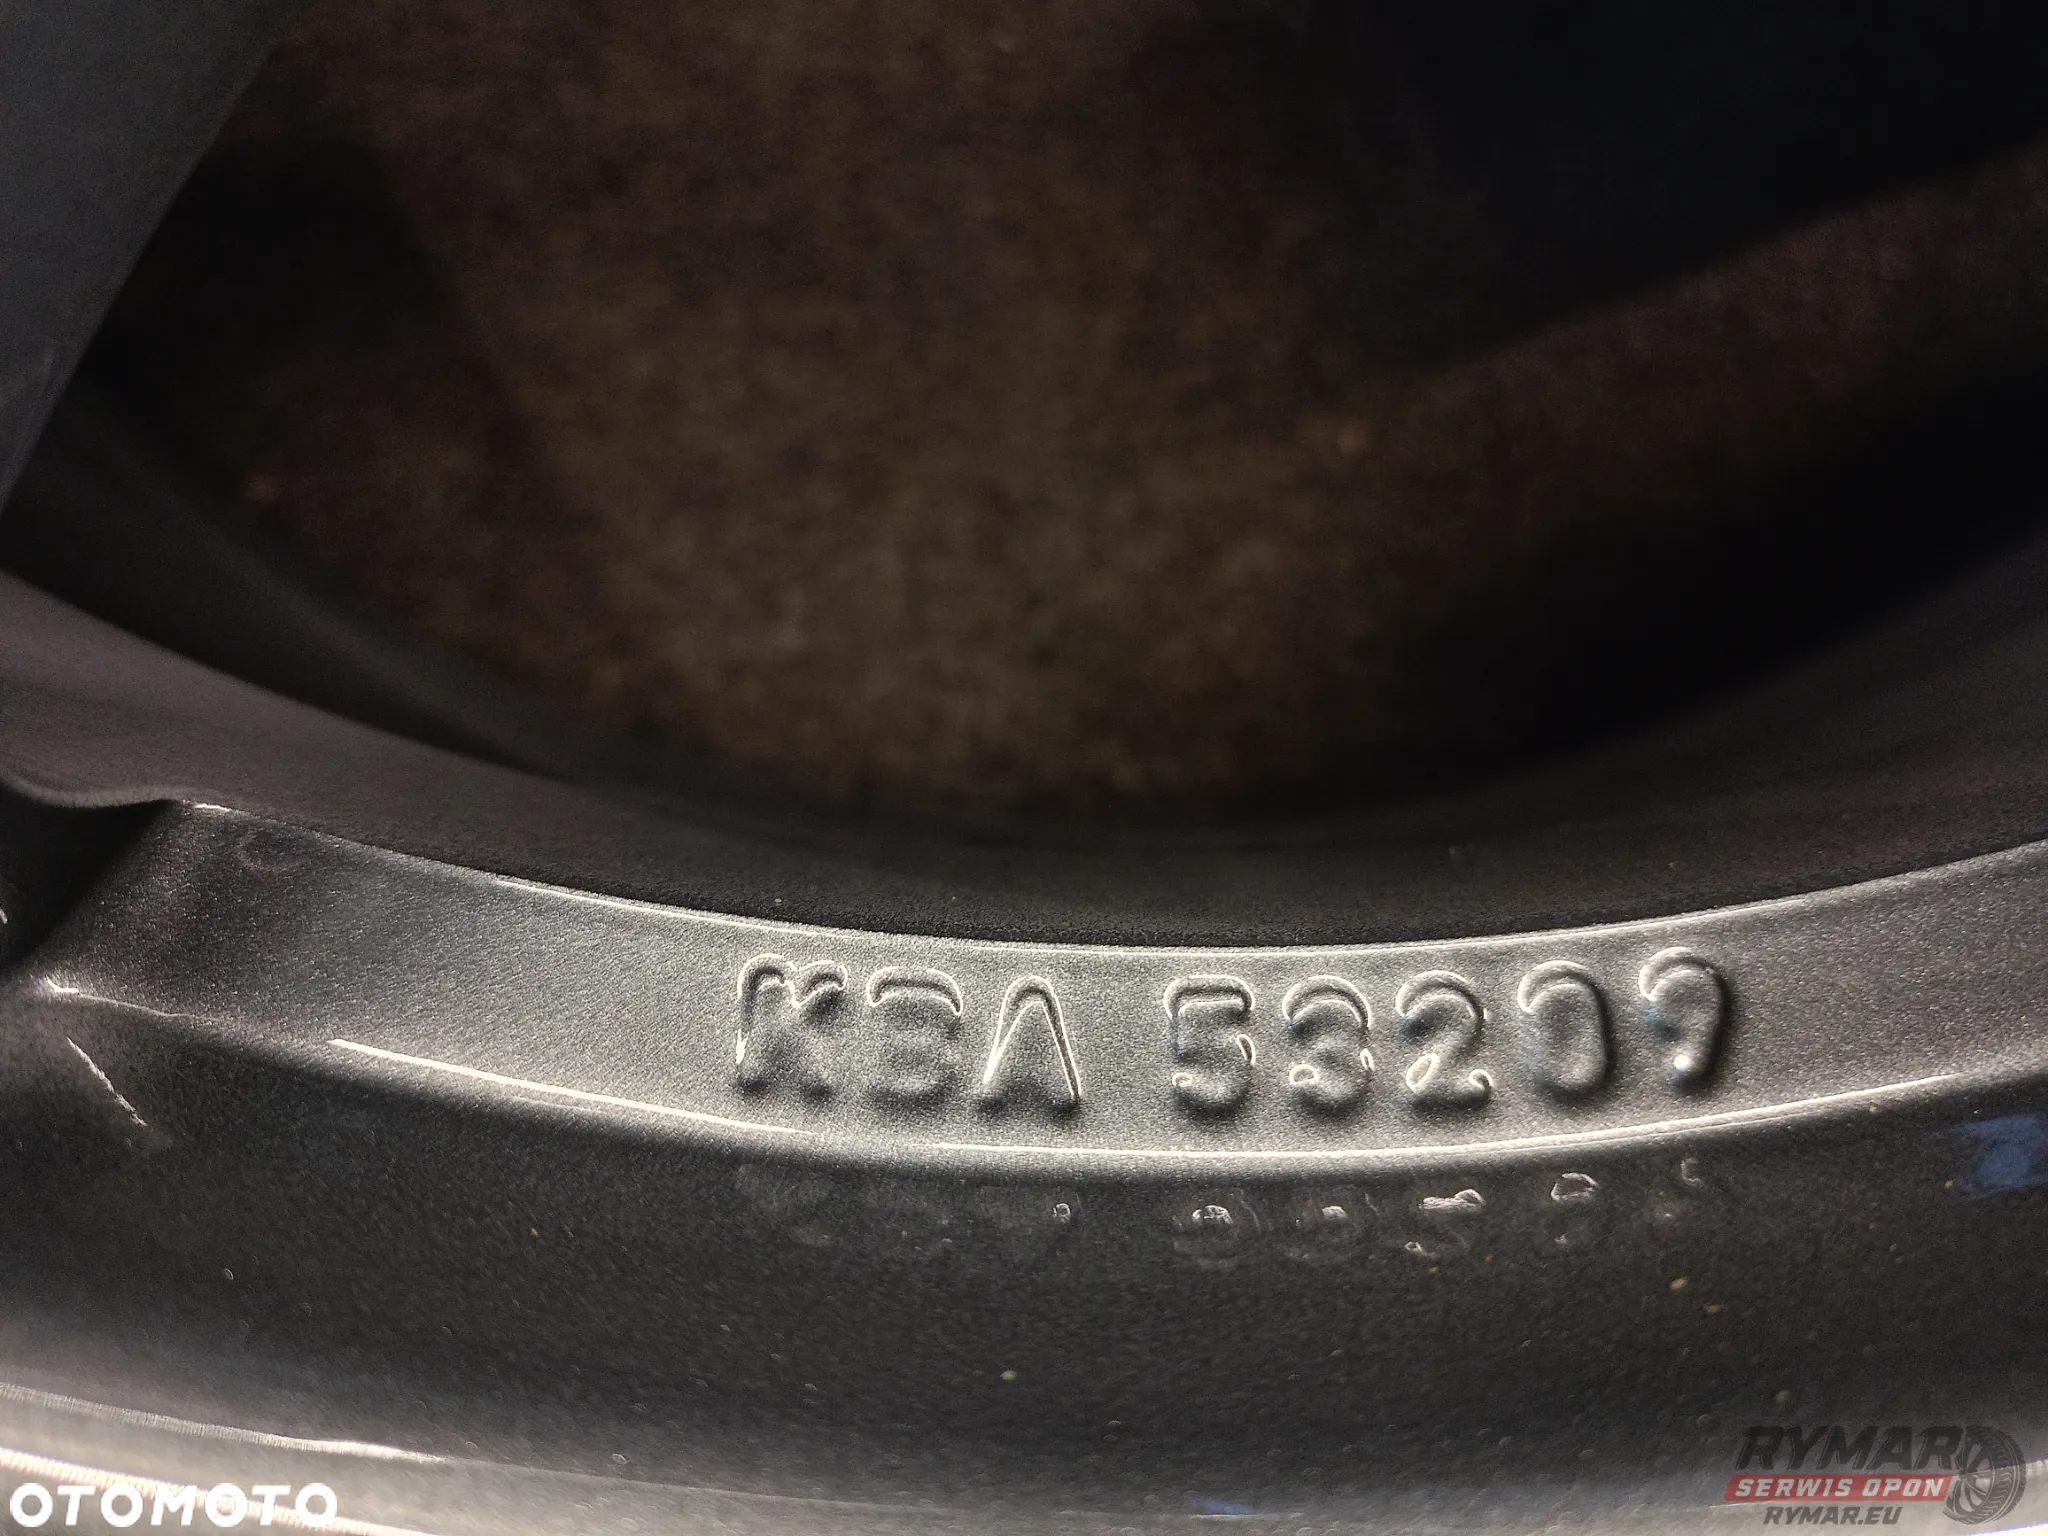 KBA 53209
OTOMOTO
RYMAR
SERWIS OPON
RYMAR.EU